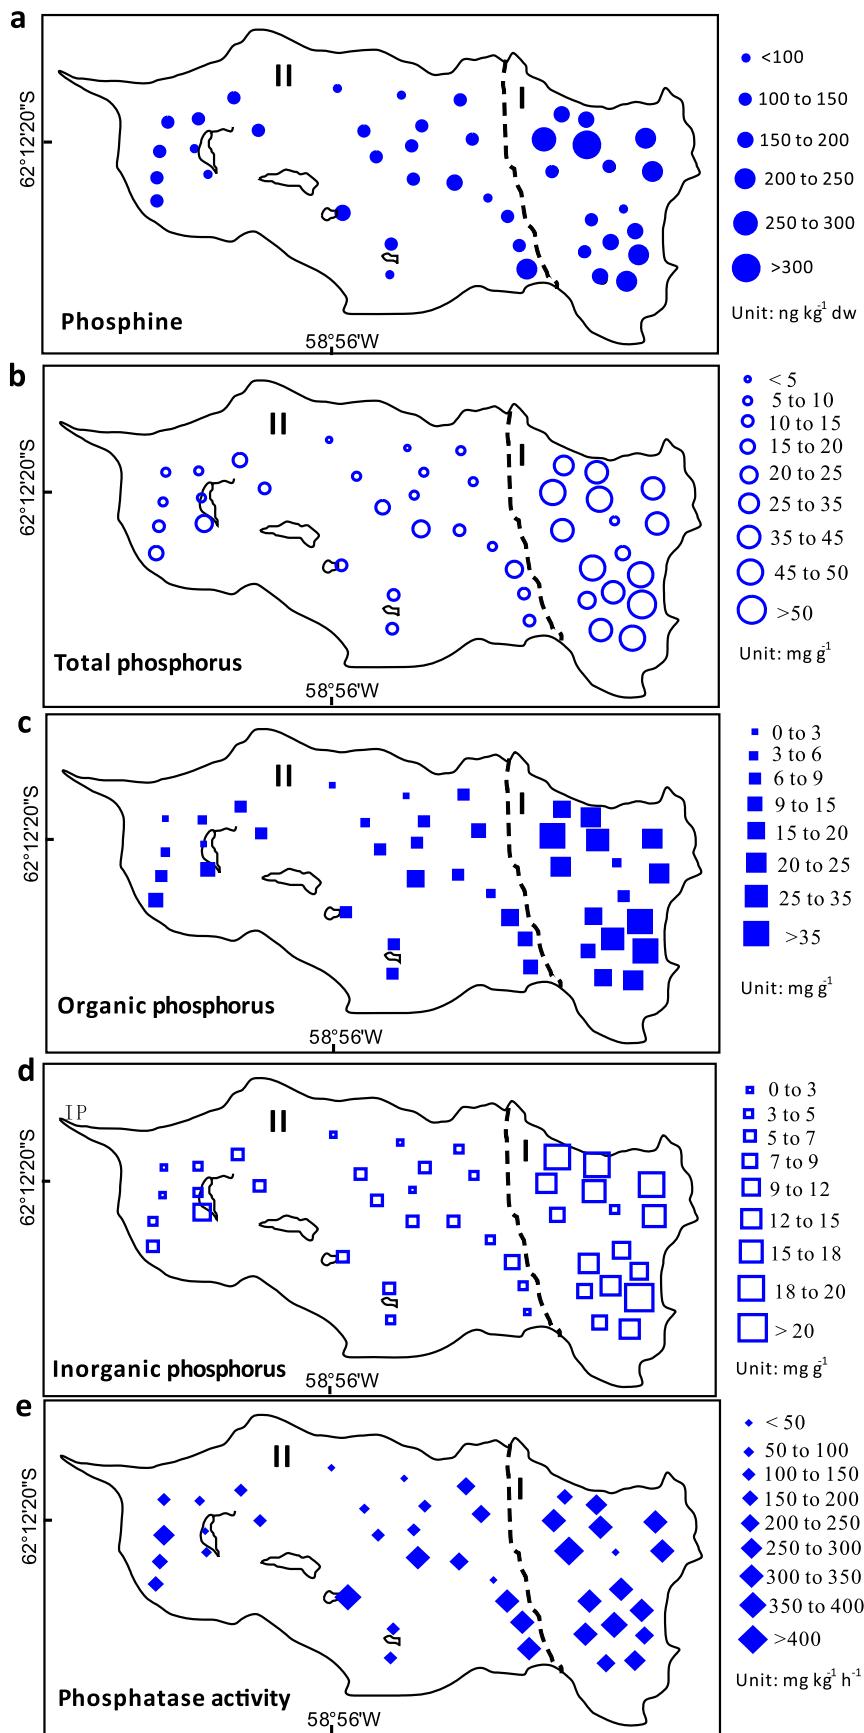 a
II
I
62°12'20"S
58°56'W
Phosphine
<100
100 to 150
150 to 200
200 to 250
250 to 300
>300
Unit: ng kg-1 dw
b
II
I
62°12'20"S
58°56'W
Total phosphorus
< 5
5 to 10
10 to 15
15 to 20
20 to 25
25 to 35
35 to 45
45 to 50
>50
Unit: mg g-1
c
II
I
62°12'20"S
58°56'W
Organic phosphorus
0 to 3
3 to 6
6 to 9
9 to 15
15 to 20
20 to 25
25 to 35
>35
Unit: mg g-1
d
IP
II
I
62°12'20"S
58°56'W
Inorganic phosphorus
0 to 3
3 to 5
5 to 7
7 to 9
9 to 12
12 to 15
15 to 18
18 to 20
> 20
Unit: mg g-1
e
II
I
62°12'20"S
58°56'W
Phosphatase activity
< 50
50 to 100
100 to 150
150 to 200
200 to 250
250 to 300
300 to 350
350 to 400
>400
Unit: mg kg-1 h-1